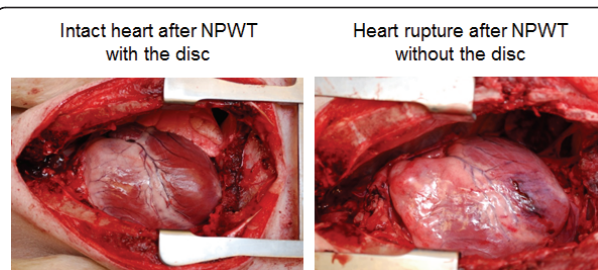 Intact heart after NPWT
with the disc
Heart rupture after NPWT
without the disc